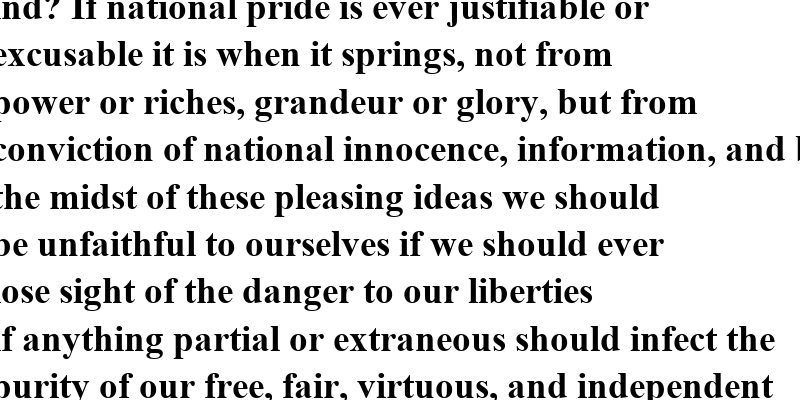 and? If national pride is ever justifiable or
excusable it is when it springs, not from
power or riches, grandeur or glory, but from
conviction of national innocence, information, and
the midst of these pleasing ideas we should
be unfaithful to ourselves if we should ever
lose sight of the danger to our liberties
if anything partial or extraneous should infect the
purity of our free, fair, virtuous, and independent